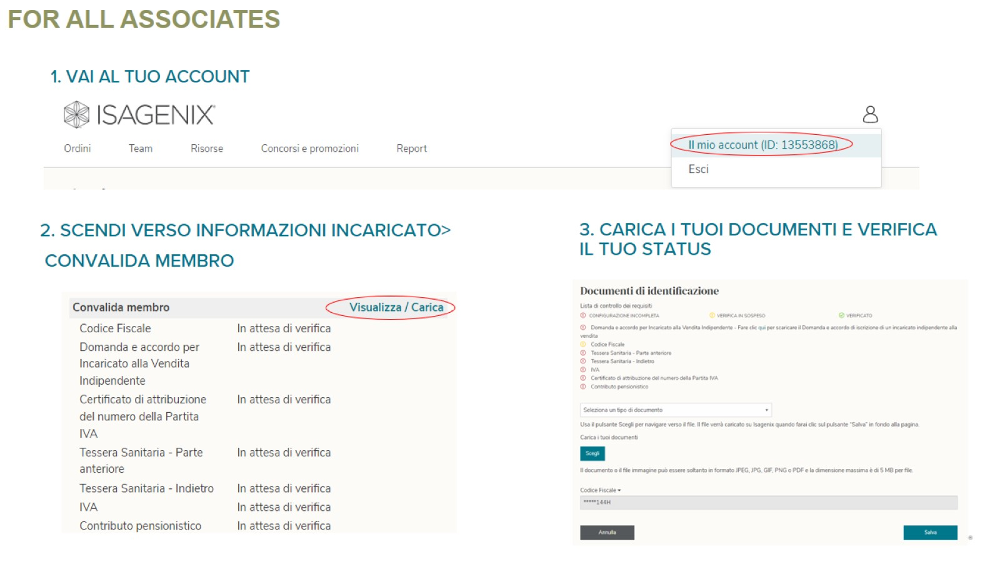 FOR ALL ASSOCIATES
1. VAI AL TUO ACCOUNT
ISAGENIX
Ordini Team Risorse Concorsi e promozioni Report
Il mio account (ID: 13553868)
Esci
2. SCENDI VERSO INFORMAZIONI INCARICATO>
CONVALIDA MEMBRO
Convalida membro Visualizza / Carica
Codice Fiscale In attesa di verifica
Domanda e accordo per In attesa di verifica
Incaricato alla Vendita
Indipendente
Certificato di attribuzione In attesa di verifica
del numero della Partita
IVA
Tessera Sanitaria - Parte In attesa di verifica
anteriore
Tessera Sanitaria - Indietro In attesa di verifica
IVA In attesa di verifica
Contributo pensionistico In attesa di verifica
3. CARICA I TUOI DOCUMENTI E VERIFICA
IL TUO STATUS
Documenti di identificazione
Lista di controllo dei requisiti
CONFIGURAZIONE INCOMPLETA VERIFICA IN SOSPESO VERIFICATO
Domanda e accordo per Incaricato alla Vendita Indipendente - Fare clic qui per scaricare il Domanda e accordo di iscrizione di un incaricato indipendente alla
vendita
Codice Fiscale
Tessera Sanitaria - Parte anteriore
Tessera Sanitaria - Indietro
IVA
Certificato di attribuzione del numero della Partita IVA
Contributo pensionistico
Seleziona un tipo di documento
Usa il pulsante Scegli per navigare verso il file. Il file verrà caricato su Isagenix quando farai clic sul pulsante "Salva" in fondo alla pagina.
Carica i tuoi documenti
Scegli
Il documento o il file immagine può essere soltanto in formato JPEG, JPG, GIF, PNG o PDF e la dimensione massima è di 5 MB per file.
Codice Fiscale
*****144H
Annulla Salva